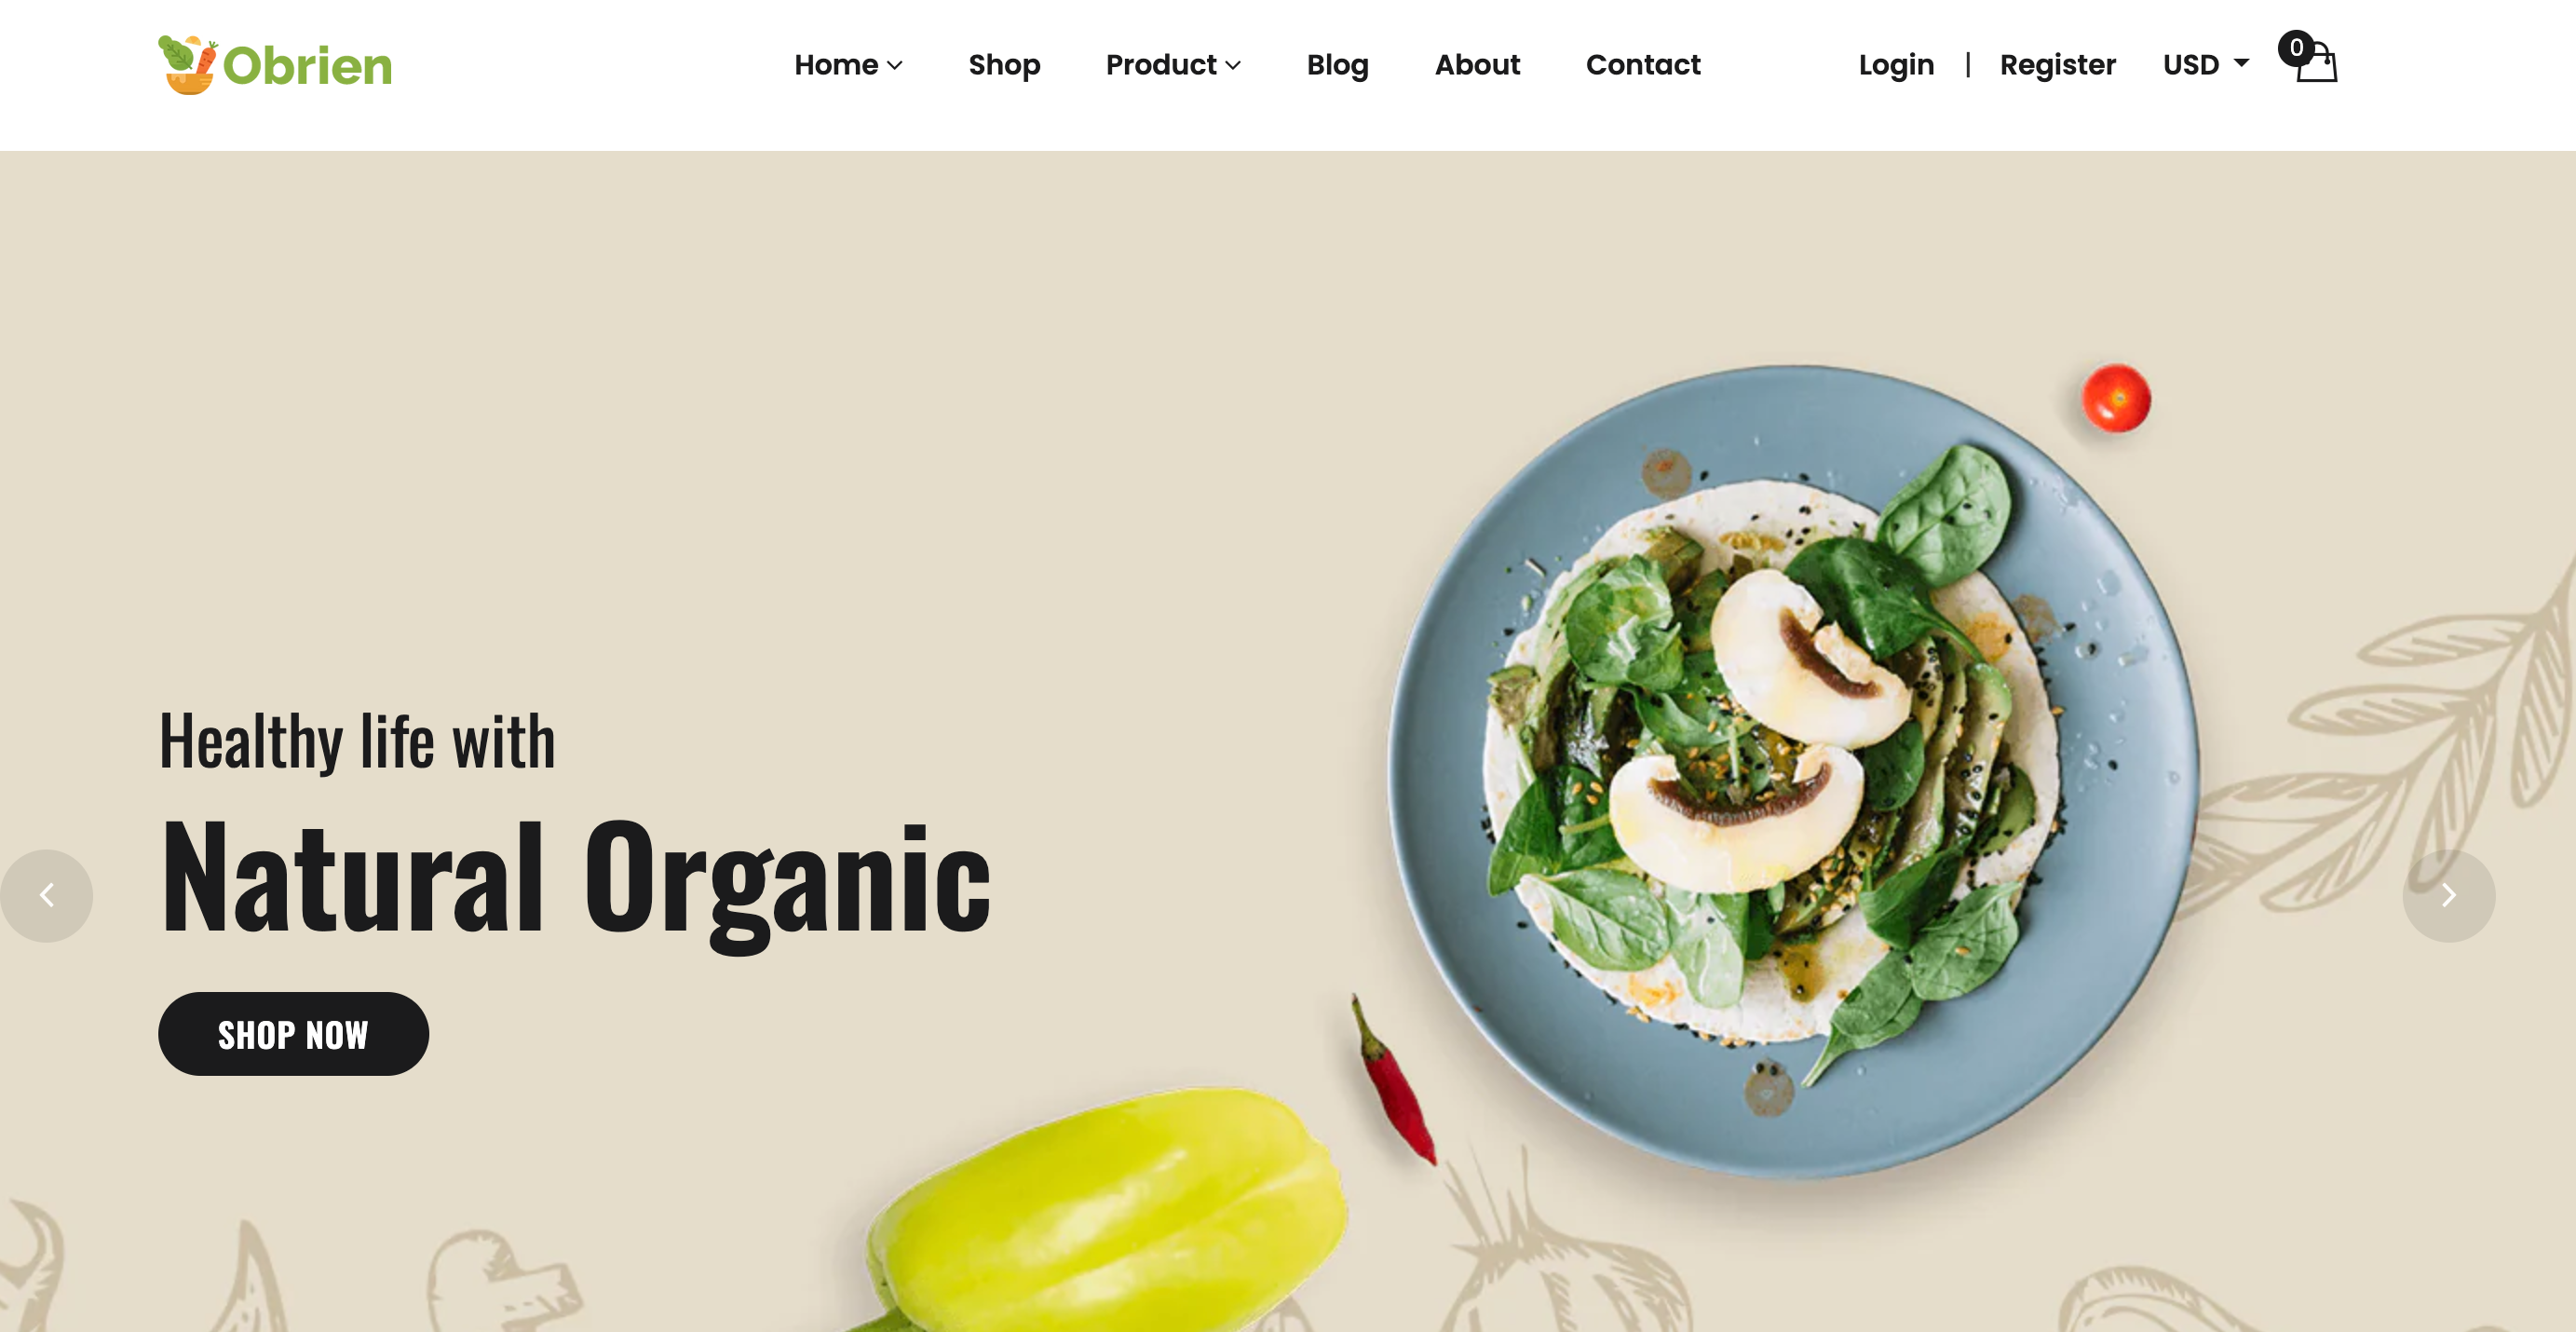 Obrien
Home Shop Product Blog About Contact Login | Register USD 0
Healthy life with
Natural Organic
SHOP NOW